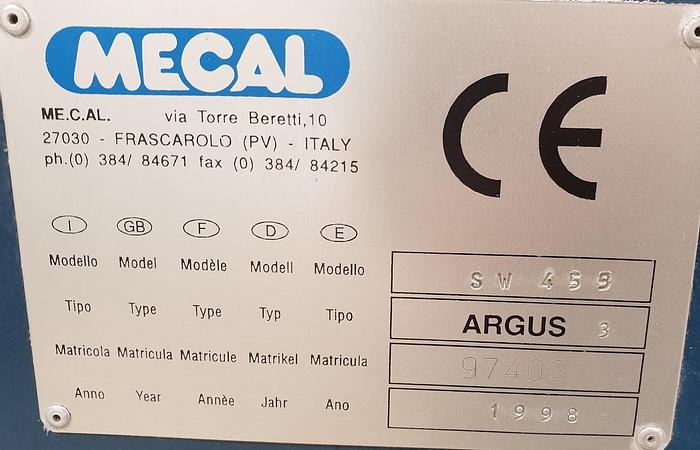 MECAL
ME.C.AL. via Torre Beretti,10
27030 - FRASCAROLO (PV) - ITALY
ph.(0) 384/ 84671 fax (0) 384/ 84215
CE
I GB F D E
Modello Model Modèle Modell Modello SW
Tipo Type Type Typ Tipo ARGUS 3
Matricola Matricula Matricule Matrikel Matricula 97403
Anno Year Annèe Jahr Ano 1998